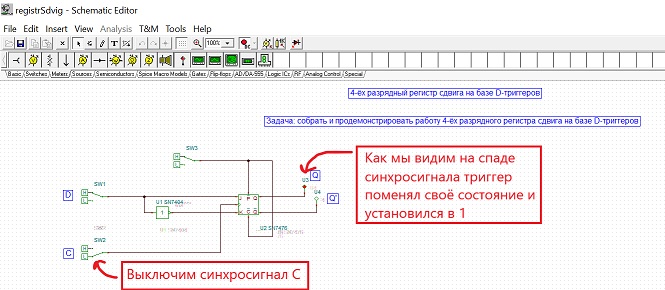 registrSdvig - Schematic Editor
File Edit Insert View Analysis T&M Tools Help
100%
Basic Switches Meters Sources Semiconductors Spice Macro Models Gates Flip-flops AD/DA-555 Logic ICs RF Analog Control Special
4-ёх разрядный регистр сдвига на базе D-триггеров
Задача: собрать и продемонстрировать работу 4-ёх разрядного регистра сдвига на базе D-триггеров
SW3
H
L
Как мы видим на спаде
синхросигнала триггер
поменял своё состояние и
установился в 1
Q
U3
U4
Q'
D
SW1
H
L
U1 SN7404
1
J P Q
K C Q
U2 SN7476
SW2
C
H
L
Выключим синхросигнал С